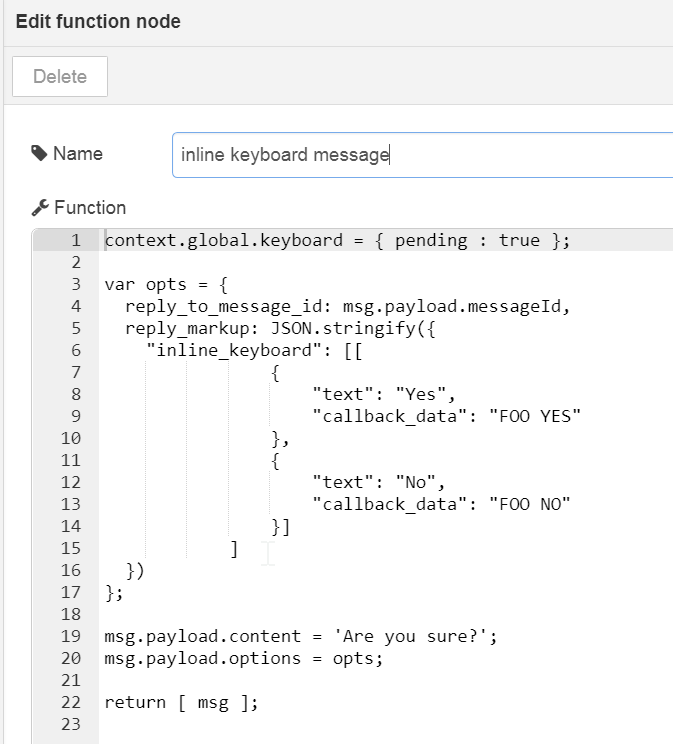 Edit function node
Delete
Name
inline keyboard message
Function
1 context.global.keyboard = { pending : true };
2
3 var opts = {
4   reply_to_message_id: msg.payload.messageId,
5   reply_markup: JSON.stringify({
6     "inline_keyboard": [[
7                 {
8                     "text": "Yes",
9                     "callback_data": "FOO YES"
10                 },
11                 {
12                     "text": "No",
13                     "callback_data": "FOO NO"
14                 }]
15             ]
16   })
17 };
18
19 msg.payload.content = 'Are you sure?';
20 msg.payload.options = opts;
21
22 return [ msg ];
23